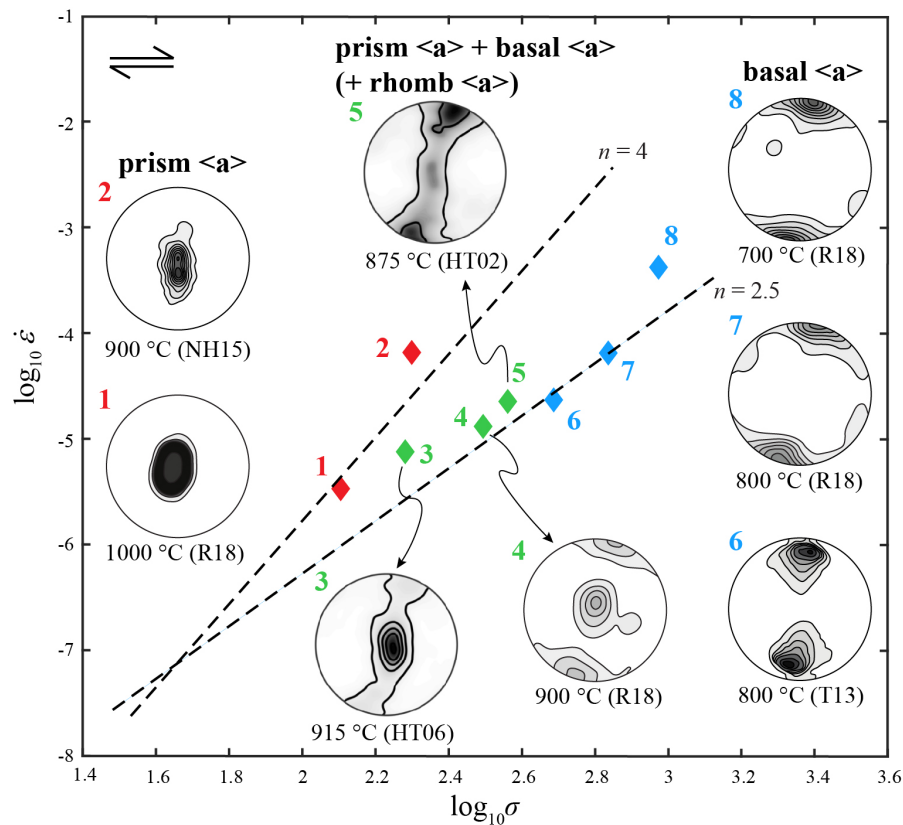 prism <a> + basal <a>
(+ rhomb <a>)
basal <a>
prism <a>
5
875 °C (HT02)
8
700 °C (R18)
2
900 °C (NH15)
n = 4
8
n = 2.5
2
7
7
800 °C (R18)
1
1000 °C (R18)
5
4
6
3
1
3
915 °C (HT06)
4
900 °C (R18)
6
800 °C (T13)
log₁₀ ε̇
-1
-2
-3
-4
-5
-6
-7
-8
1.4
1.6
1.8
2
2.2
2.4
2.6
2.8
3
3.2
3.4
3.6
log₁₀σ